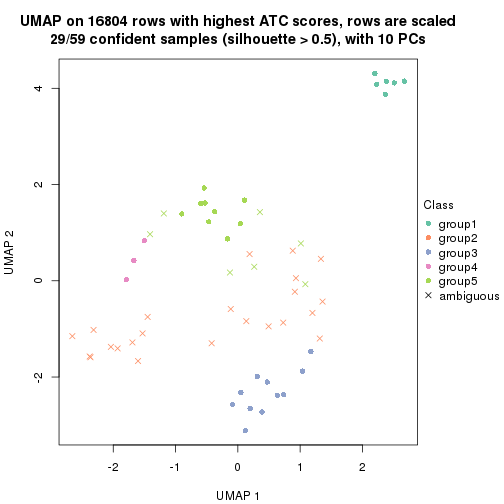 UMAP on 16804 rows with highest ATC scores, rows are scaled
29/59 confident samples (silhouette > 0.5), with 10 PCs
4
2
0
-2
UMAP 2
-2
-1
0
1
2
UMAP 1
Class
group1
group2
group3
group4
group5
ambiguous